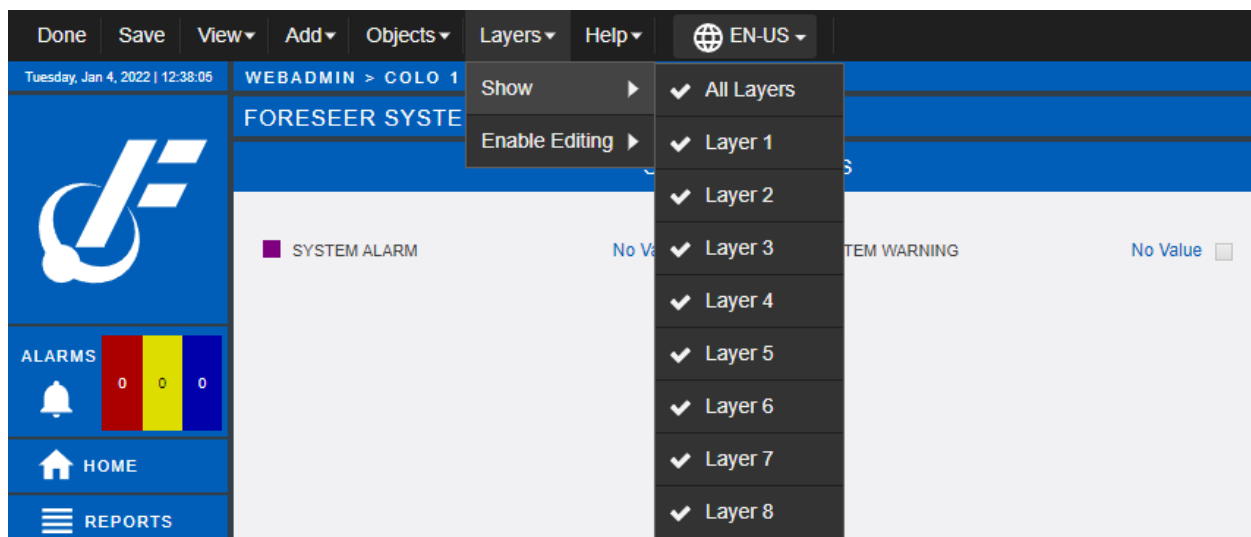 Done Save View Add Objects Layers Help EN-US
Tuesday, Jan 4, 2022 | 12:38:05
WEBADMIN > COLO 1
FORESEER SYSTE
Show
Enable Editing
All Layers
Layer 1
Layer 2
Layer 3
Layer 4
Layer 5
Layer 6
Layer 7
Layer 8
SYSTEM ALARM No Va
TEM WARNING No Value
ALARMS
0 0 0
HOME
REPORTS